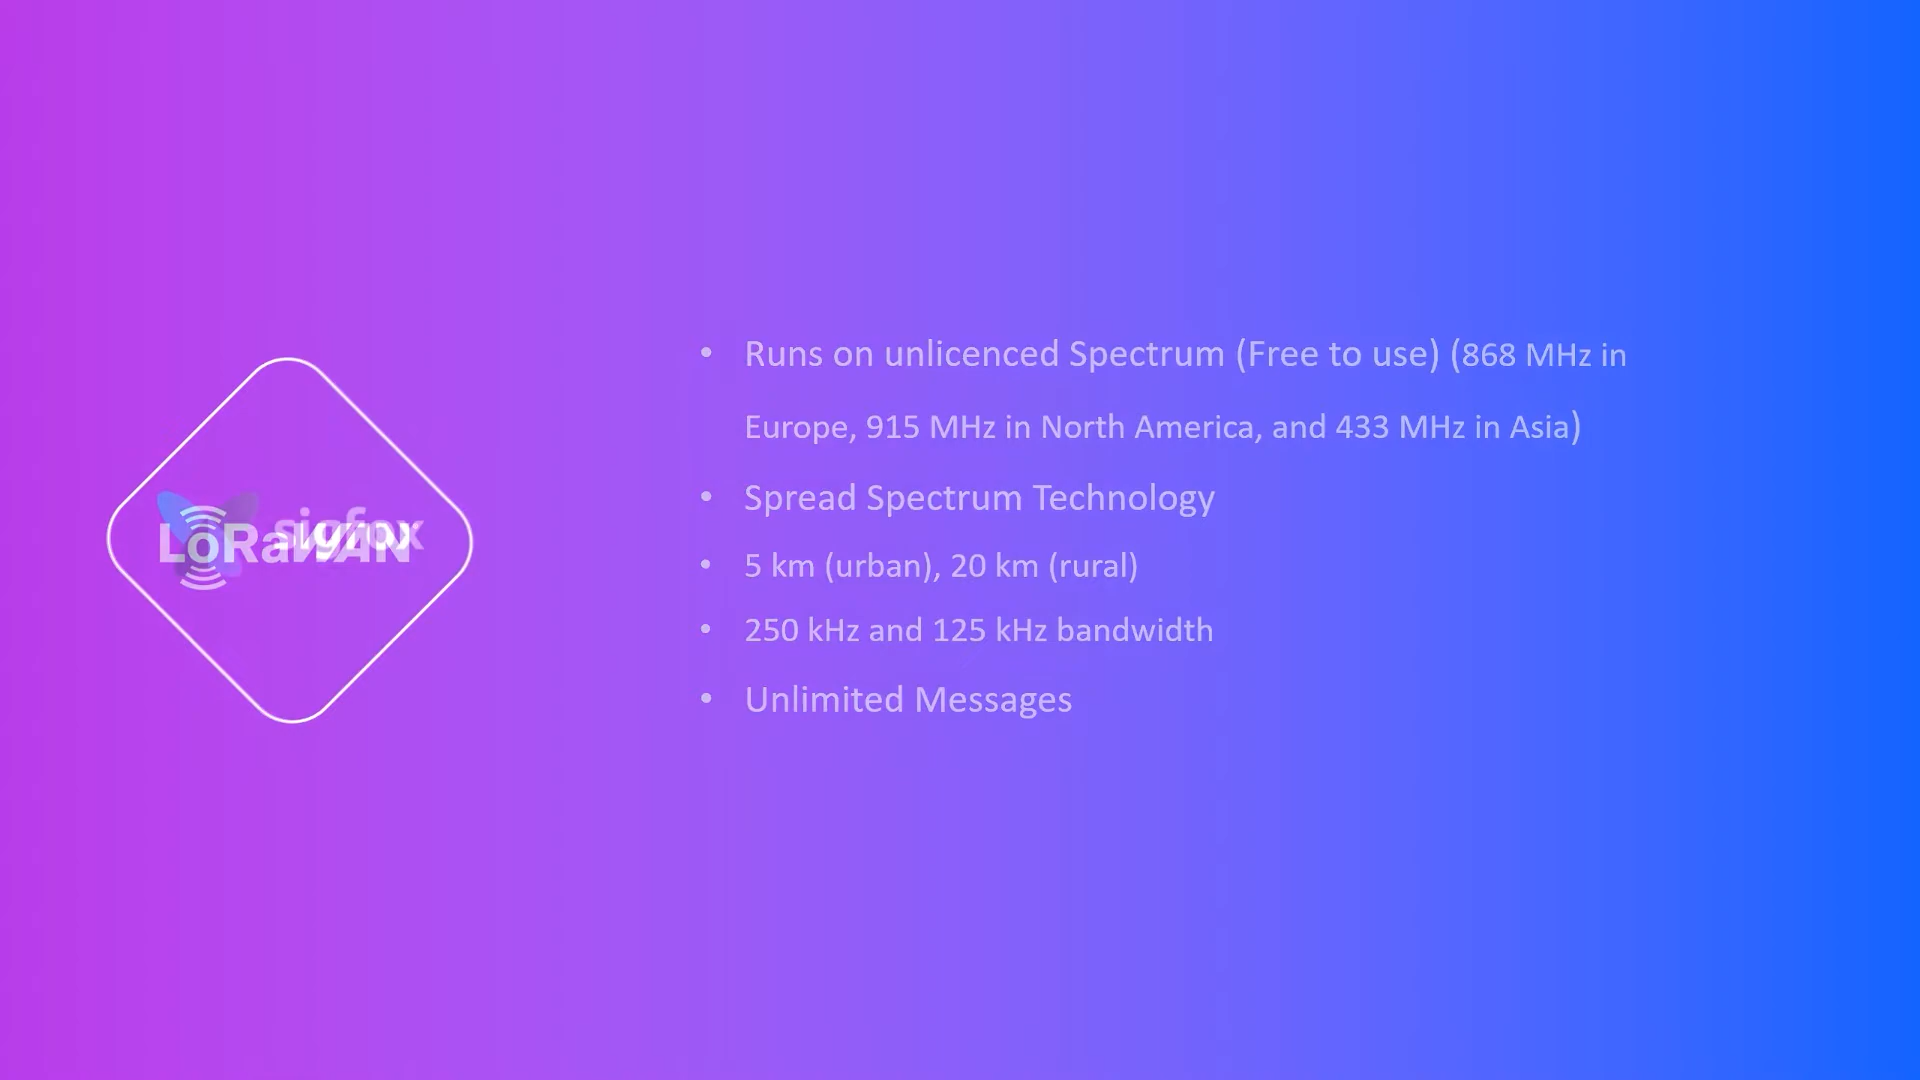 LoRaWAN
sigfox
• Runs on unlicenced Spectrum (Free to use) (868 MHz in
Europe, 915 MHz in North America, and 433 MHz in Asia)
• Spread Spectrum Technology
• 5 km (urban), 20 km (rural)
• 250 kHz and 125 kHz bandwidth
• Unlimited Messages